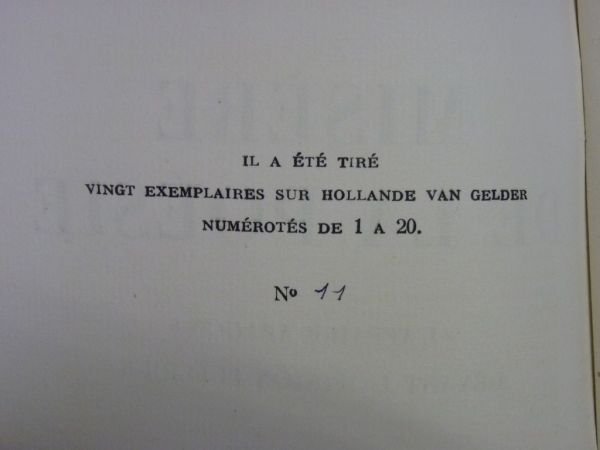 IL A ÉTÉ TIRÉ
VINGT EXEMPLAIRES SUR HOLLANDE VAN GELDER
NUMÉROTÉS DE 1 A 20.
Nº 11